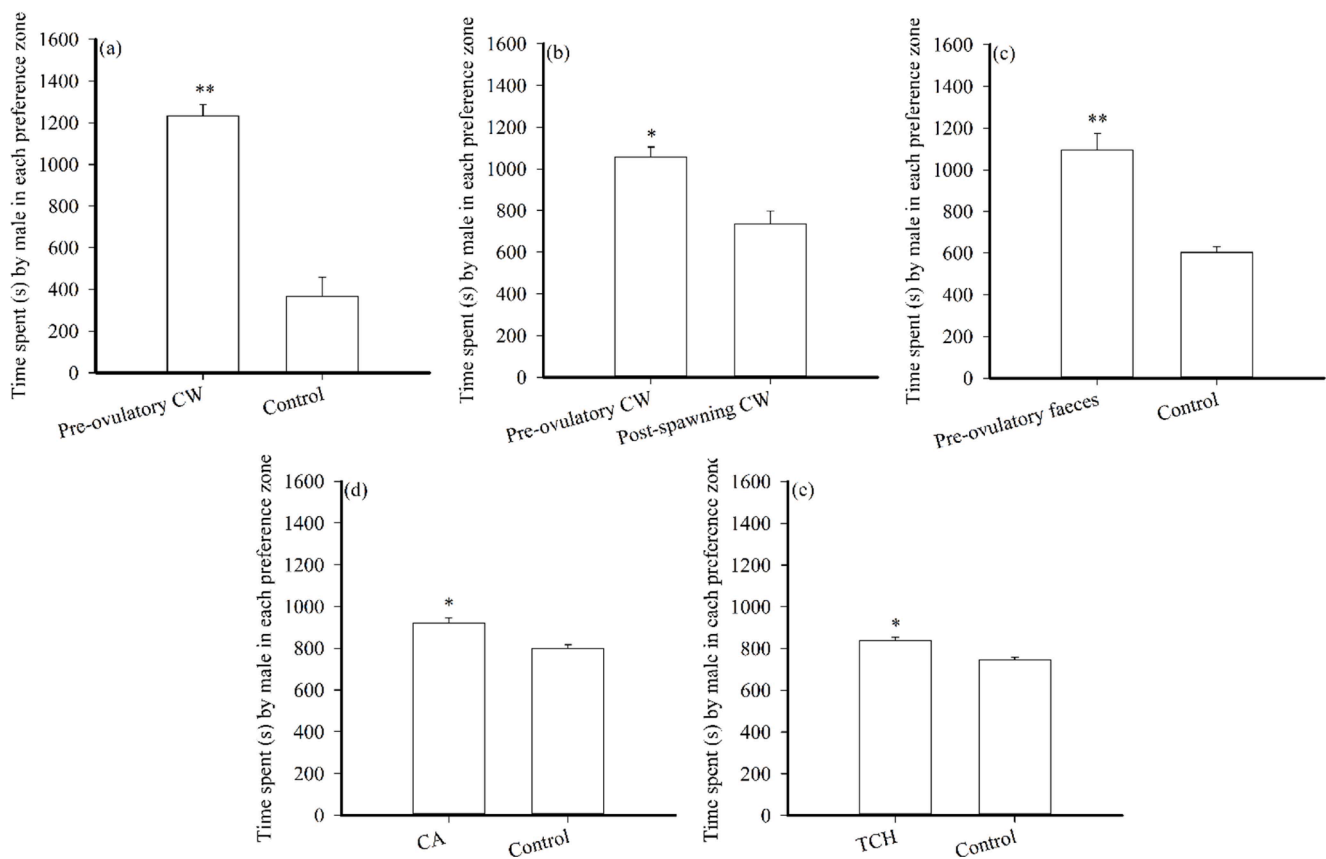 Time spent (s) by male in each preference zone
(a)
1600
1400
1200
1000
800
600
400
200
0
**
Pre-ovulatory CW
Control
Time spent (s) by male in each preference zone
(b)
1600
1400
1200
1000
800
600
400
200
0
*
Pre-ovulatory CW
Post-spawning CW
Time spent (s) by male in each preference zone
(c)
1600
1400
1200
1000
800
600
400
200
0
**
Pre-ovulatory faeces
Control
Time spent (s) by male in each preference zone
(d)
1600
1400
1200
1000
800
600
400
200
0
*
CA
Control
Time spent (s) by male in each preference zone
(e)
1600
1400
1200
1000
800
600
400
200
0
*
TCH
Control